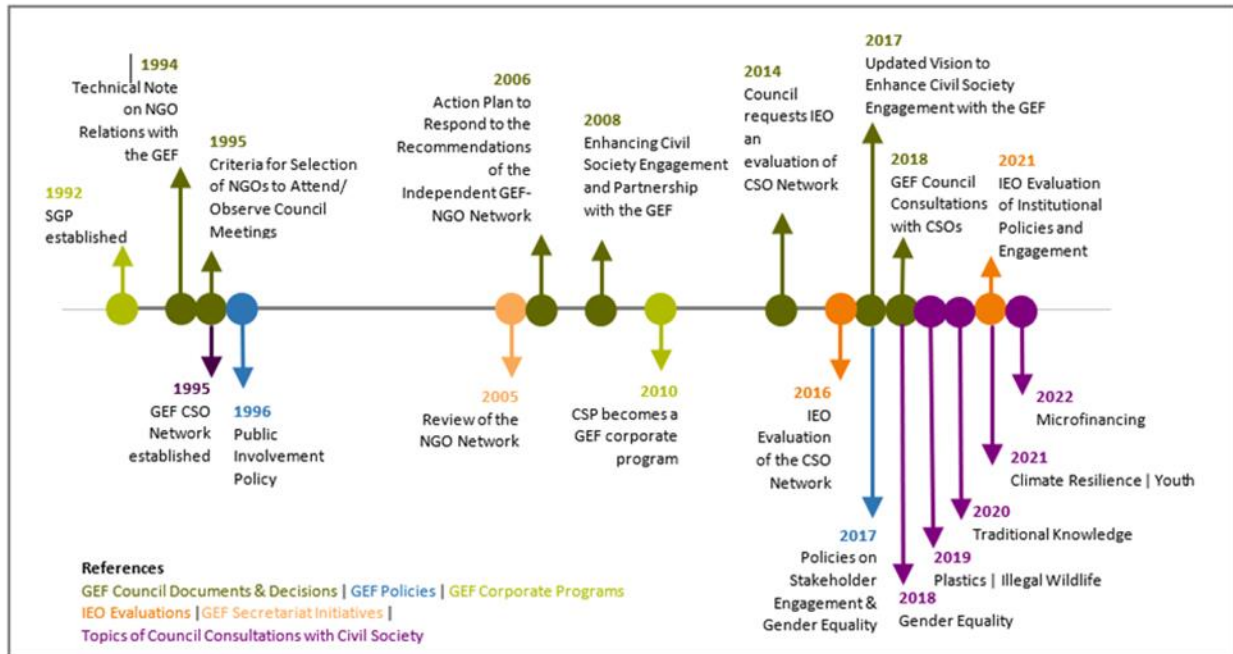 1994
Technical Note
on NGO
Relations with
the GEF
1995
Criteria for Selection
of NGOs to Attend/
Observe Council
Meetings
1992
SGP
established
2006
Action Plan to
Respond to the
Recommendations
of the
Independent GEF-
NGO Network
2008
Enhancing Civil
Society Engagement
and Partnership
with the GEF
2014
Council
requests IEO
an
evaluation of
CSO Network
2017
Updated Vision to
Enhance Civil Society
Engagement with the GEF
2018
GEF Council
Consultations
with CSOs
2021
IEO Evaluation
of Institutional
Policies and
Engagement
1995
GEF CSO
Network
established
1996
Public
Involvement
Policy
2005
Review of the
NGO Network
2010
CSP becomes a
GEF corporate
program
2016
IEO
Evaluation
of the CSO
Network
2017
Policies on
Stakeholder
Engagement &
Gender Equality
2018
Gender Equality
2019
Plastics | Illegal Wildlife
2020
Traditional Knowledge
2021
Climate Resilience | Youth
2022
Microfinancing
References
GEF Council Documents & Decisions | GEF Policies | GEF Corporate Programs
IEO Evaluations | GEF Secretariat Initiatives |
Topics of Council Consultations with Civil Society